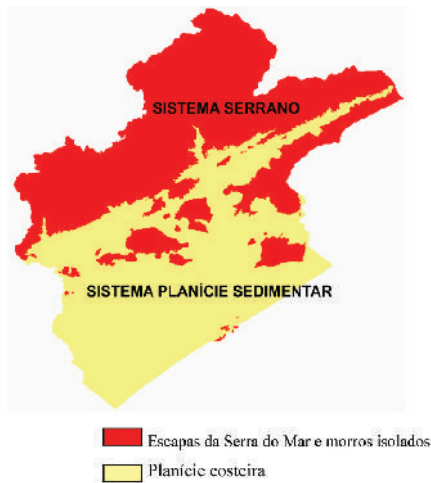 SISTEMA SERRANO
SISTEMA PLANÍCIE SEDIMENTAR
Escapas da Serra do Mar e morros isolados
Planície costeira